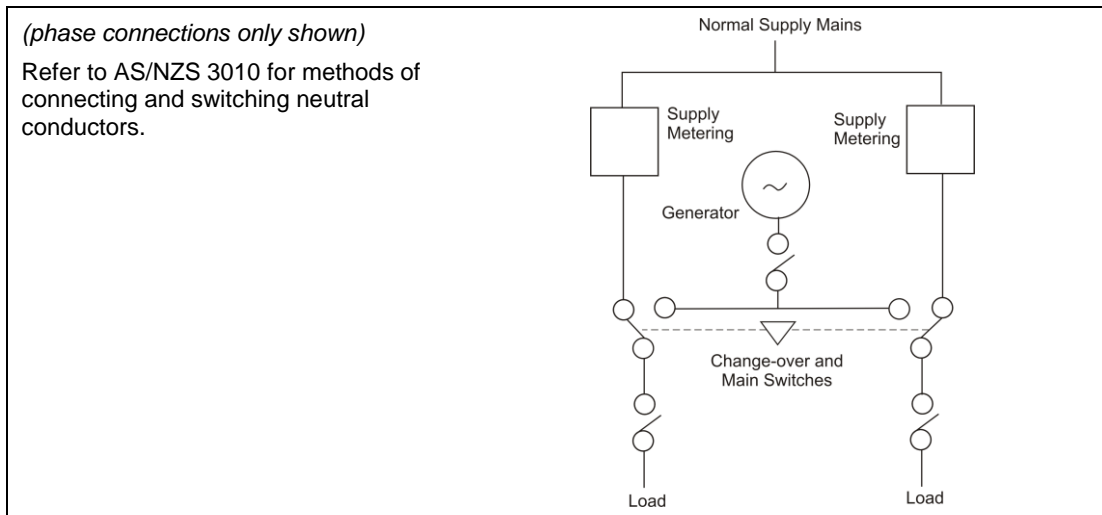 (phase connections only shown)
Refer to AS/NZS 3010 for methods of
connecting and switching neutral
conductors.
Normal Supply Mains
Supply
Metering
Supply
Metering
Generator
Change-over and
Main Switches
Load
Load